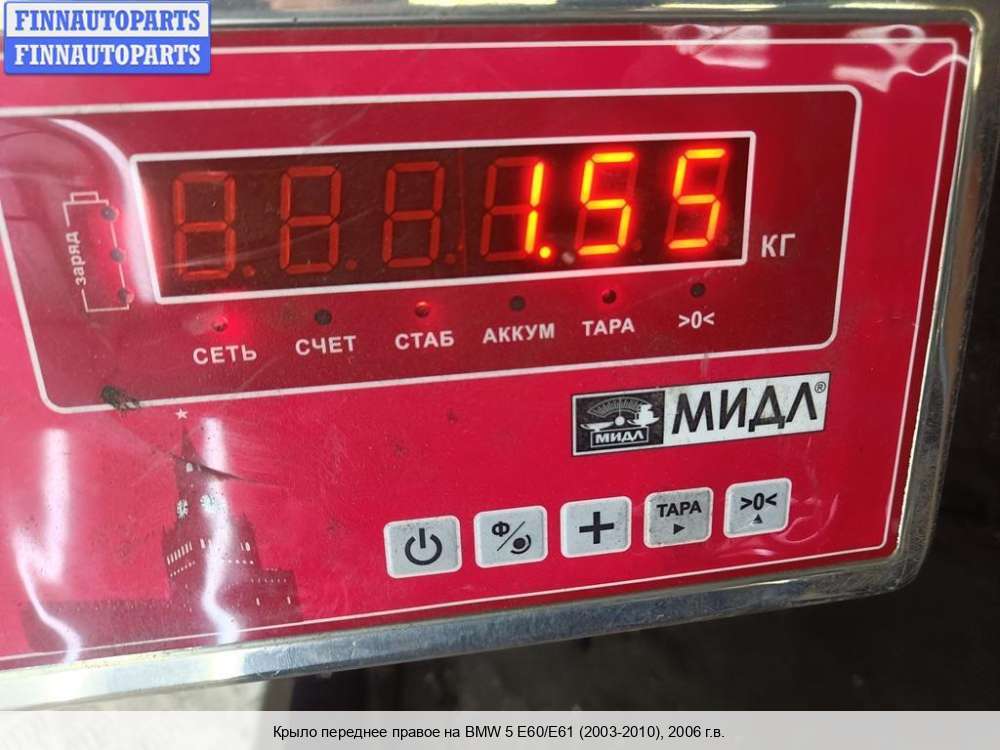 FINNAUTOPARTS
FINNAUTOPARTS
заряд
1.55
КГ
СЕТЬ СЧЕТ СТАБ АККУМ ТАРА >0<
МИДЛ МИДЛ®
Ф ТАРА >0<
Крыло переднее правое на BMW 5 E60/E61 (2003-2010), 2006 г.в.